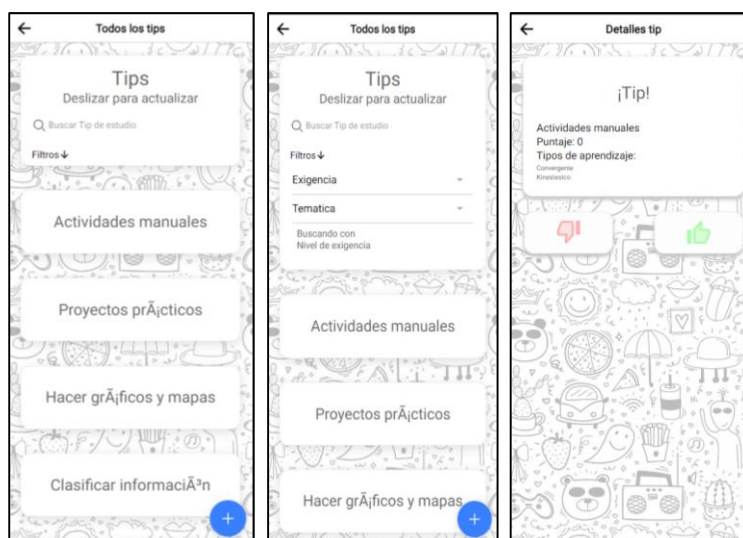 Todos los tips
Tips
Deslizar para actualizar
Buscar Tip de estudio
Filtros
Actividades manuales
Proyectos prÃ¡cticos
Hacer grÃ¡ficos y mapas
Clasificar informaciÃ³n
+
Todos los tips
Tips
Deslizar para actualizar
Buscar Tip de estudio
Filtros
Exigencia
Tematica
Buscando con
Nivel de exigencia
Actividades manuales
Proyectos prÃ¡cticos
Hacer grÃ¡ficos y mapas
+
Detalles tip
¡Tip!
Actividades manuales
Puntaje: 0
Tipos de aprendizaje:
Convergente
Kinestesico